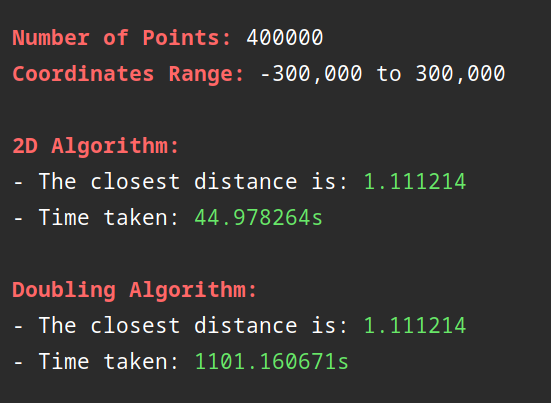 Number of Points: 400000
Coordinates Range: -300,000 to 300,000
2D Algorithm:
- The closest distance is: 1.111214
- Time taken: 44.978264s
Doubling Algorithm:
- The closest distance is: 1.111214
- Time taken: 1101.160671s